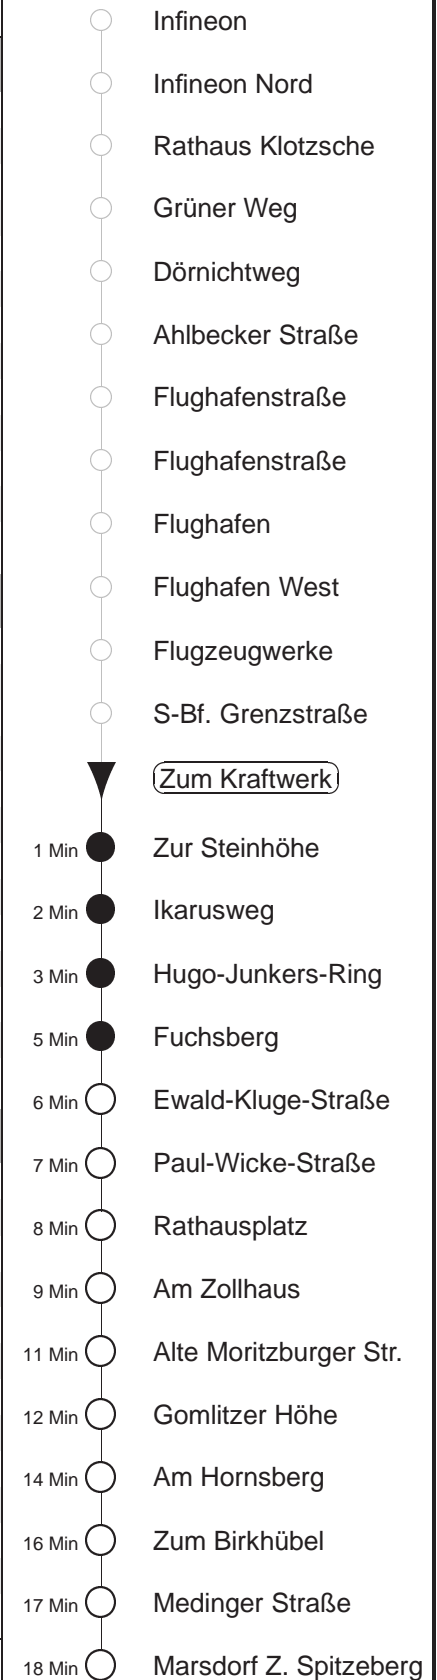 Infineon
Infineon Nord
Rathaus Klotzsche
Grüner Weg
Dörnichtweg
Ahlbecker Straße
Flughafenstraße
Flughafenstraße
Flughafen
Flughafen West
Flugzeugwerke
S-Bf. Grenzstraße
Zum Kraftwerk
1 Min Zur Steinhöhe
2 Min Ikarusweg
3 Min Hugo-Junkers-Ring
5 Min Fuchsberg
6 Min Ewald-Kluge-Straße
7 Min Paul-Wicke-Straße
8 Min Rathausplatz
9 Min Am Zollhaus
11 Min Alte Moritzburger Str.
12 Min Gomlitzer Höhe
14 Min Am Hornsberg
16 Min Zum Birkhübel
17 Min Medinger Straße
18 Min Marsdorf Z. Spitzeberg